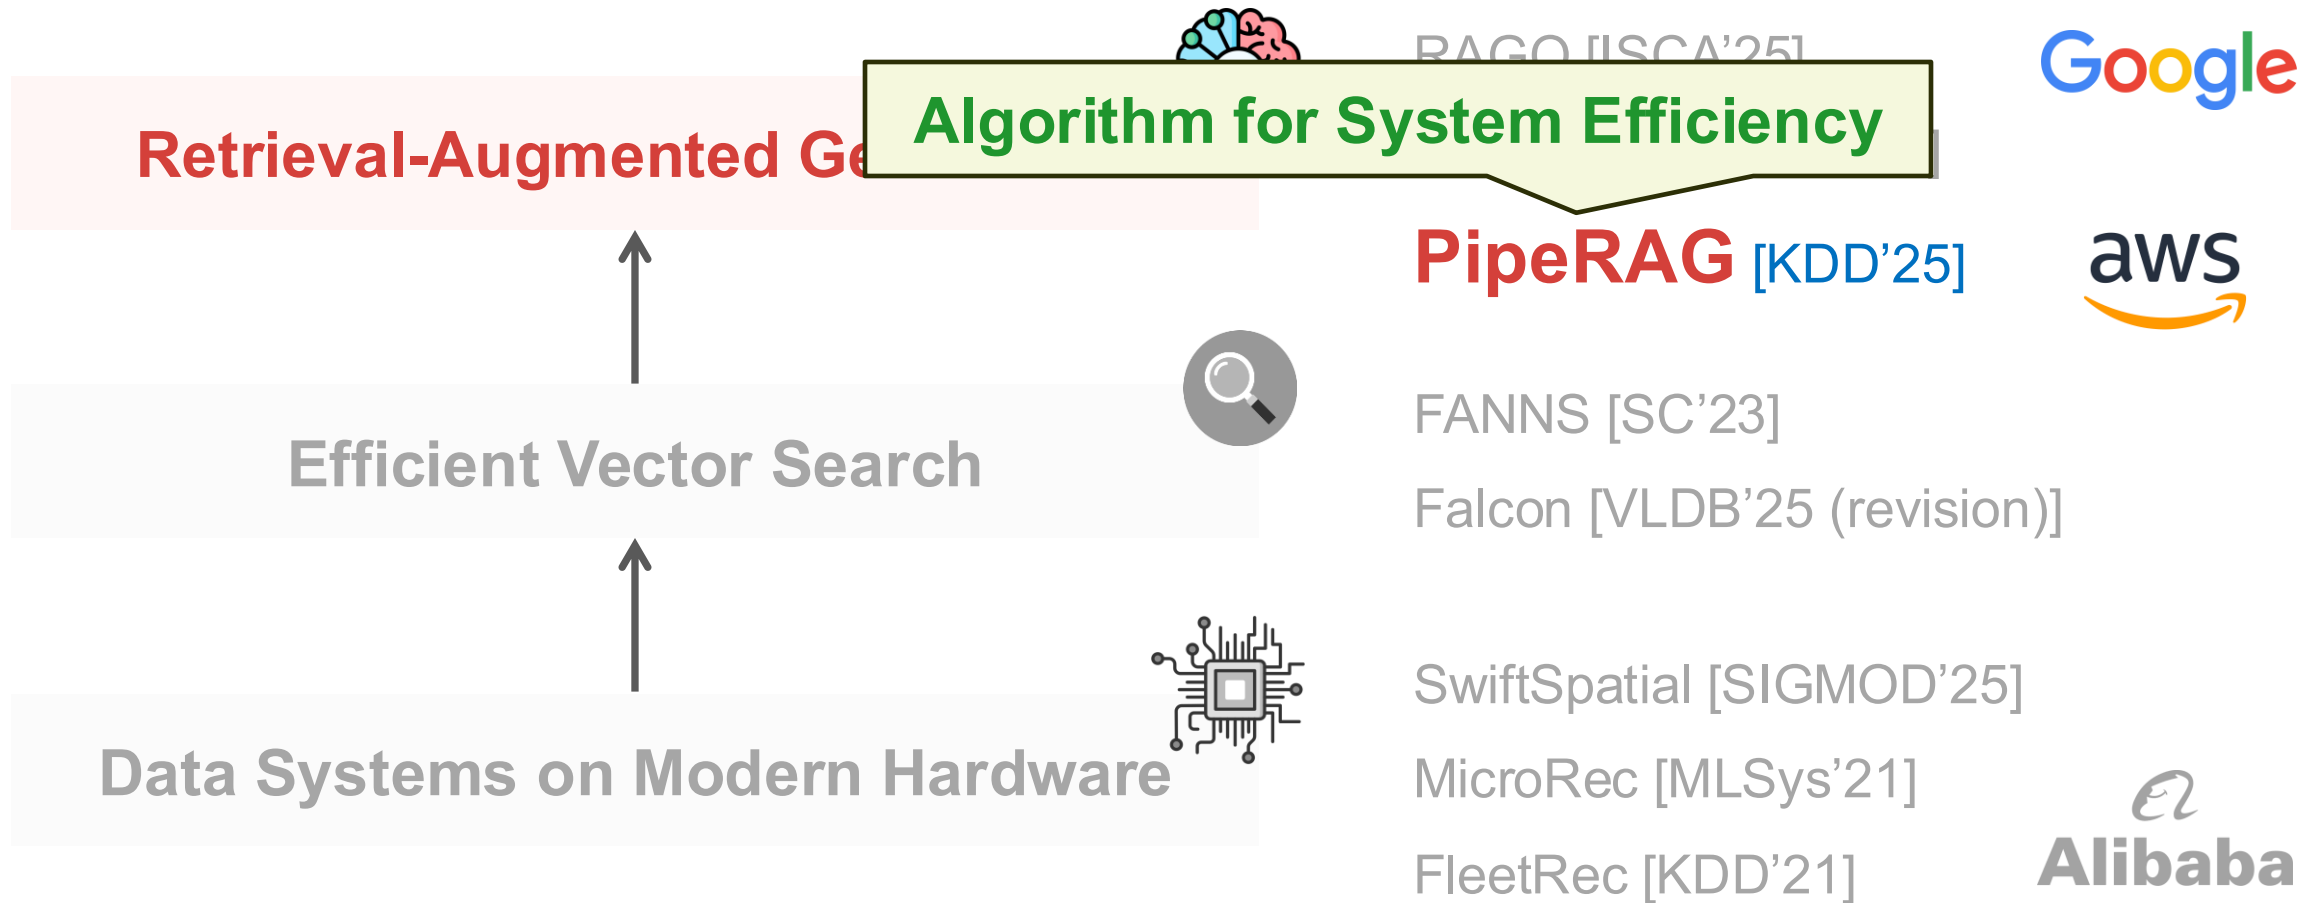 RAGO [ISCA’25]
Google
Algorithm for System Efficiency
Retrieval-Augmented Ge
]
PipeRAG [KDD’25]
aws
FANNS [SC’23]
Efficient Vector Search
Falcon [VLDB’25 (revision)]
SwiftSpatial [SIGMOD’25]
Data Systems on Modern Hardware
MicroRec [MLSys’21]
FleetRec [KDD’21]
Alibaba